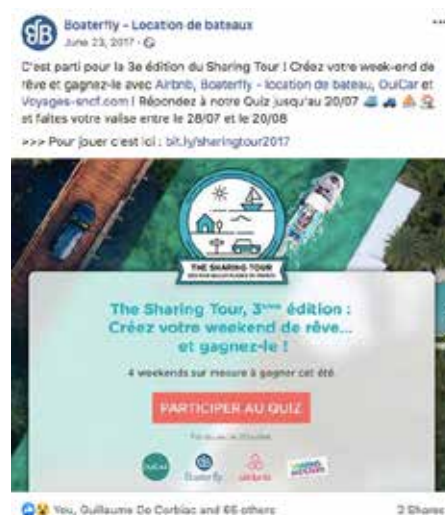 Boaterfly - Location de bateaux
June 23, 2017 ·
C'est parti pour la 3e édition du Sharing Tour ! Créez votre week-end de
rêve et gagnez-le avec Airbnb, Boaterfly - location de bateau, OuiCar et
Voyages-sncf.com ! Répondez à notre Quiz jusqu'au 20/07
et faites votre valise entre le 28/07 et le 20/08
>>> Pour jouer c'est ici : bit.ly/sharingtour2017
THE SHARING TOUR
The Sharing Tour, 3ème édition :
Créez votre weekend de rêve...
et gagnez-le !
4 weekends sur mesure à gagner cet été
PARTICIPER AU QUIZ
OUICAR
Boaterfly
airbnb
You, Guillaume De Corbiac and 66 others
2 Shares